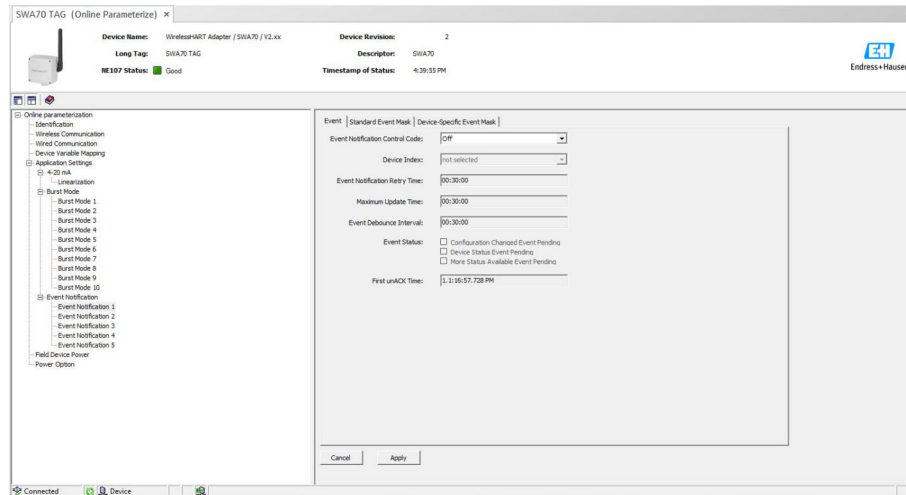 SWA70 TAG (Online Parameterize) ×
Device Name: WirelessHART Adapter / SWA70 / V2.xx Device Revision: 2
Long Tag: SWA70 TAG Descriptor: SWA70
NE107 Status: Good Timestamp of Status: 4:39:55 PM
EH
Endress+Hauser
Online parameterization
Identification
Wireless Communication
Wired Communication
Device Variable Mapping
Application Settings
4-20 mA
Linearization
Burst Mode
Burst Mode 1
Burst Mode 2
Burst Mode 3
Burst Mode 4
Burst Mode 5
Burst Mode 6
Burst Mode 7
Burst Mode 8
Burst Mode 9
Burst Mode 10
Event Notification
Event Notification 1
Event Notification 2
Event Notification 3
Event Notification 4
Event Notification 5
Field Device Power
Power Option
Event Standard Event Mask Device-Specific Event Mask
Event Notification Control Code: Off
Device Index: not selected
Event Notification Retry Time: 00:30:00
Maximum Update Time: 00:30:00
Event Debounce Interval: 00:30:00
Event Status: Configuration Changed Event Pending
Device Status Event Pending
More Status Available Event Pending
First unACK Time: 1.1:16:57.728 PM
Cancel Apply
Connected Device